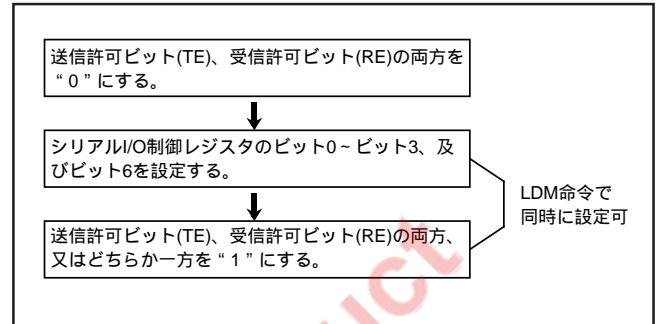 送信許可ビット(TE)、受信許可ビット(RE)の両方を
“0”にする。
シリアルI/O制御レジスタのビット0~ビット3、及
びビット6を設定する。
LDM命令で
同時に設定可
送信許可ビット(TE)、受信許可ビット(RE)の両方、
又はどちらか一方を“1”にする。
uct